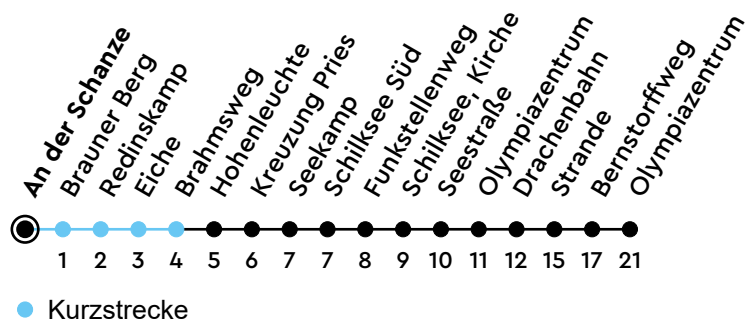 An der Schanze
Brauner Berg
Redinskamp
Eiche
Brahmsweg
Hohenleuchte
Kreuzung Pries
Seekamp
Schilksee Süd
Funkstellenweg
Schilksee, Kirche
Seestraße
Olympiazentrum
Drachenbahn
Strande
Bernstorffweg
Olympiazentrum
1 2 3 4 5 6 7 7 8 9 10 11 12 15 17 21
Kurzstrecke